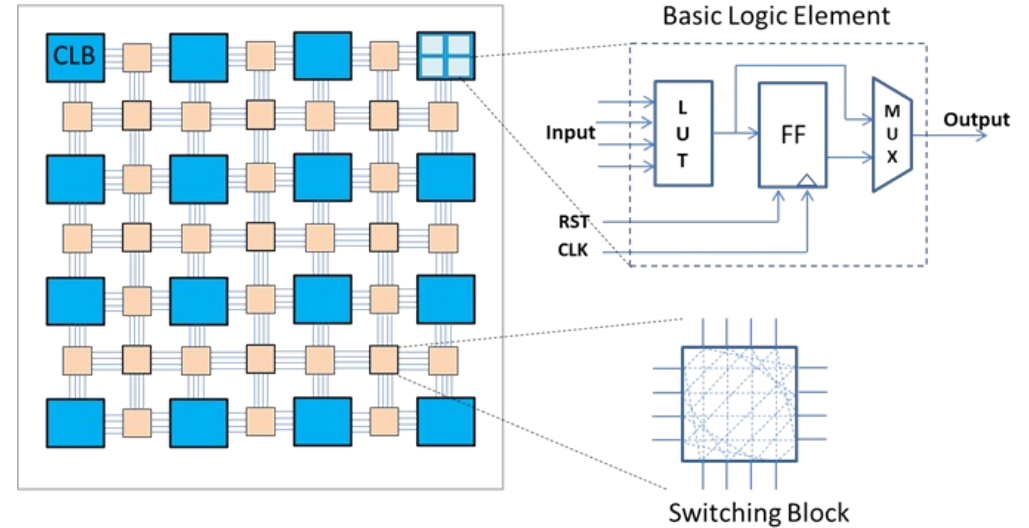 Basic Logic Element
CLB
L
U
T
FF
M
U
X
Input
Output
RST
CLK
Switching Block